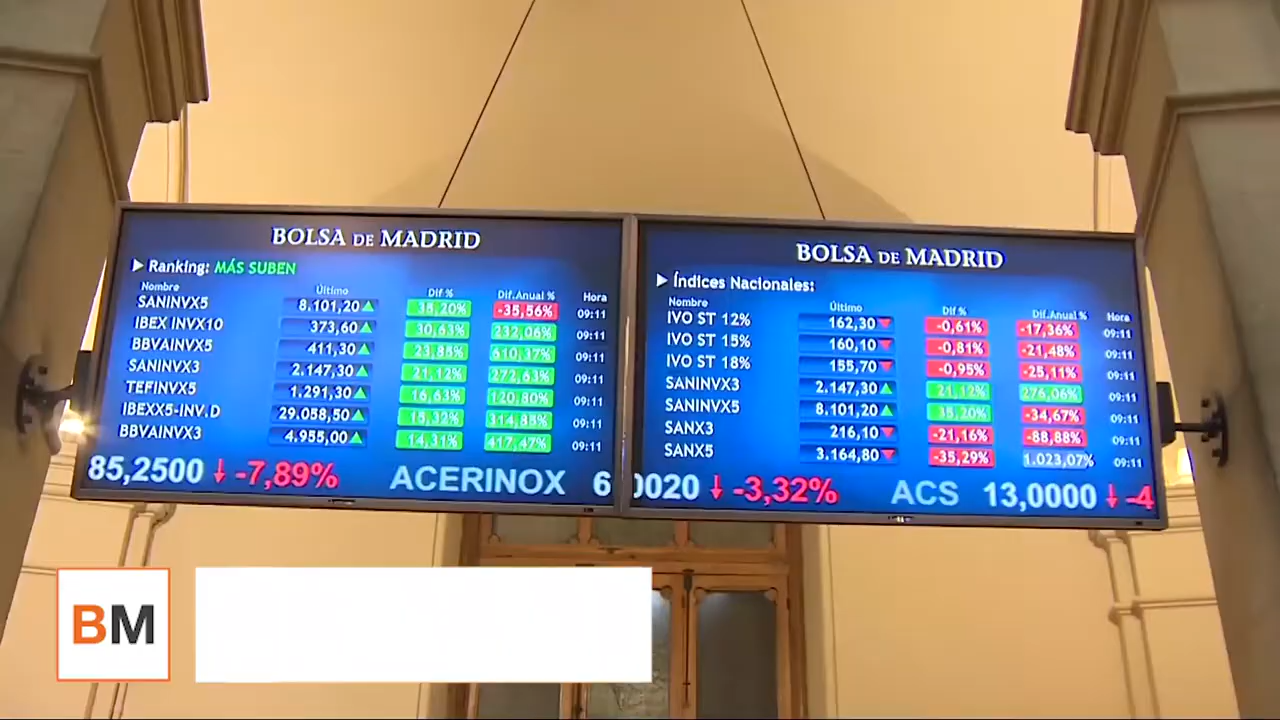 BOLSA DE MADRID
Ranking: MÁS SUBEN
Nombre Último Dif % Dif.Anual % Hora
SANINVX5 8.101,20 35,20% -35,56% 09:11
IBEX INVX10 373,60 30,63% 232,06% 09:11
BBVAINVX5 411,30 23,88% 610,37% 09:11
SANINVX3 2.147,30 21,12% 272,63% 09:11
TEFINVX5 1.291,30 16,63% 120,80% 09:11
IBEXX5-INV.D 29.058,50 15,32% 314,85% 09:11
BBVAINVX3 4.955,00 14,31% 417,47% 09:11
85,2500 ↓ -7,89% ACERINOX 6
BOLSA DE MADRID
Índices Nacionales:
Nombre Último Dif % Dif.Anual % Hora
IVO ST 12% 162,30 -0,61% -17,36% 09:11
IVO ST 15% 160,10 -0,81% -21,48% 09:11
IVO ST 18% 155,70 -0,95% -25,11% 09:11
SANINVX3 2.147,30 21,12% 276,06% 09:11
SANINVX5 8.101,20 35,20% -34,67% 09:11
SANX3 216,10 -21,16% -88,88% 09:11
SANX5 3.164,80 -35,29% 1.023,07% 09:11
0020 ↓ -3,32% ACS 13,0000 ↓ -4
BM